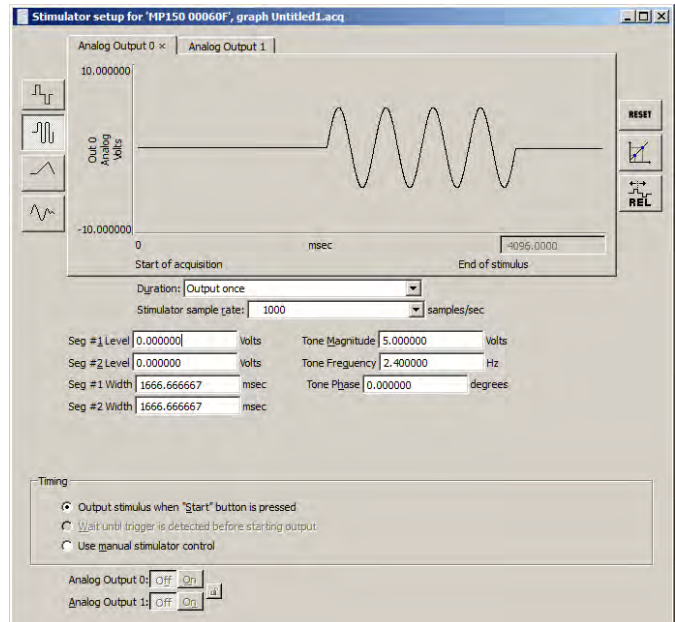 Stimulator setup for 'MP150 00060F', graph Untitled1.acq
Analog Output 0 × Analog Output 1
10.000000
Out 0
Analog
Volts
-10.000000
0 msec 4096.0000
Start of acquisition End of stimulus
RESET
REL
Duration: Output once
Stimulator sample rate: 1000 samples/sec
Seg #1 Level 0.000000 Volts Tone Magnitude 5.000000 Volts
Seg #2 Level 0.000000 Volts Tone Frequency 2.400000 Hz
Seg #1 Width 1666.666667 msec Tone Phase 0.000000 degrees
Seg #2 Width 1666.666667 msec
Timing
Output stimulus when "Start" button is pressed
Wait until trigger is detected before starting output
Use manual stimulator control
Analog Output 0: Off On
Analog Output 1: Off On